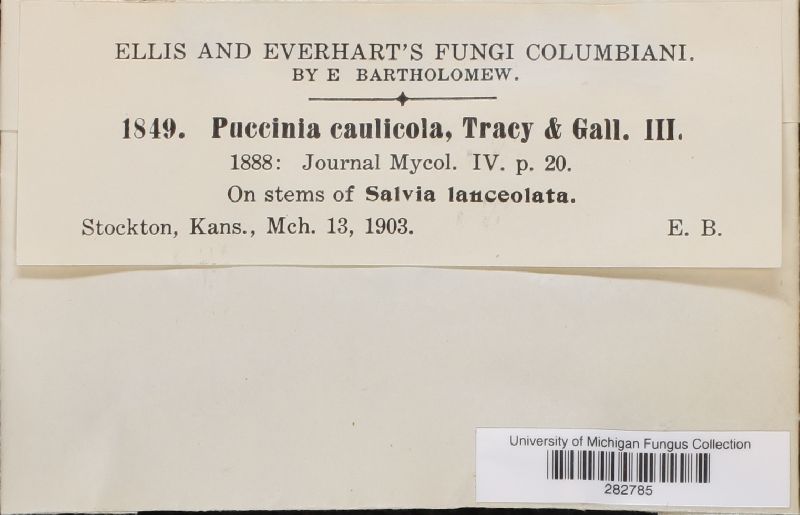 ELLIS AND EVERHART'S FUNGI COLUMBIANI.
BY E BARTHOLOMEW.
1849. Puccinia caulicola, Tracy & Gall. III.
1888: Journal Mycol. IV. p. 20.
On stems of Salvia lanceolata.
Stockton, Kans., Mch. 13, 1903. E. B.
University of Michigan Fungus Collection
282785